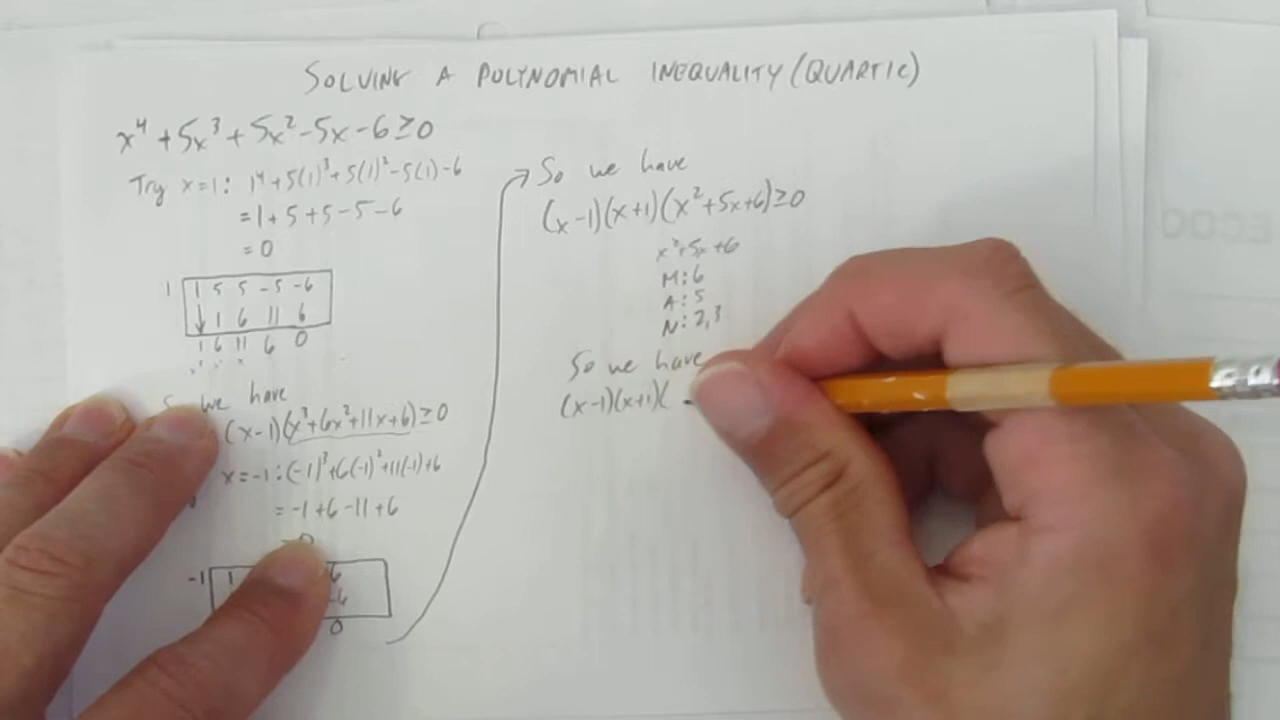 SOLVING A POLYNOMIAL INEQUALITY (QUARTIC)
x⁴ + 5x³ + 5x² - 5x - 6 ≥ 0
Try x=1: 1⁴ + 5(1)³ + 5(1)² - 5(1) - 6
= 1 + 5 + 5 - 5 - 6
= 0
1 1 5 5 -5 -6
1 6 11 6
1 6 11 6 0
we have
(x-1)(x³+6x²+11x+6) ≥ 0
x=-1: (-1)³+6(-1)²+11(-1)+6
= -1 + 6 - 11 + 6
-1 1 6
-6
0
So we have
(x-1)(x+1)(x²+5x+6) ≥ 0
x²+5x+6
M: 6
A: 5
N: 2,3
So we have
(x-1)(x+1)(